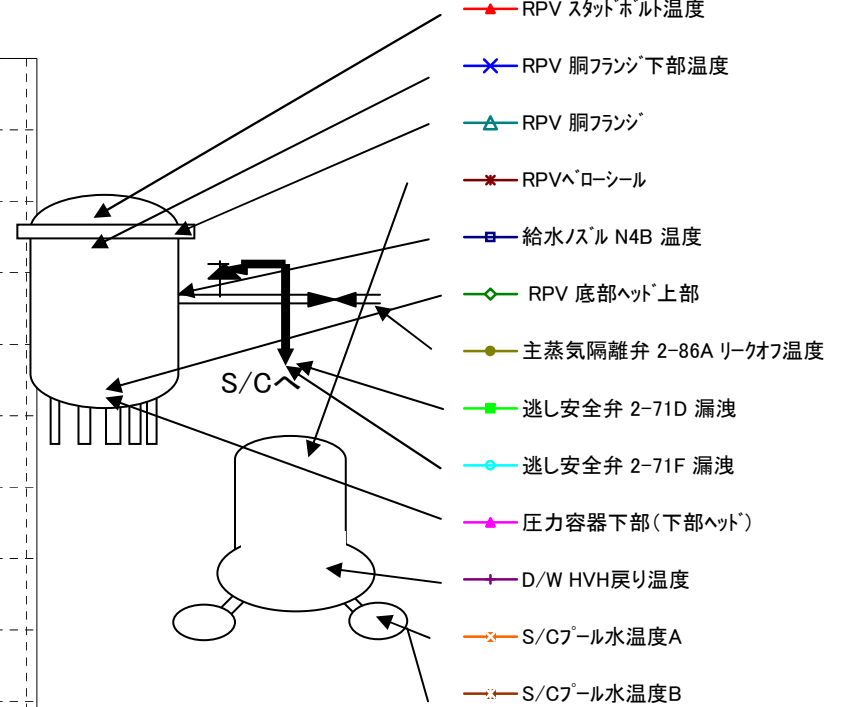 RPV ｽﾀｯﾄﾞﾎﾞﾙﾄ温度
RPV 胴ﾌﾗﾝｼﾞ下部温度
RPV 胴ﾌﾗﾝｼﾞ
RPVﾍﾞﾛｰｼｰﾙ
給水ﾉｽﾞﾙ N4B 温度
RPV 底部ﾍｯﾄﾞ上部
主蒸気隔離弁 2-86A ﾘｰｸｵﾌ温度
S/Cへ
逃し安全弁 2-71D 漏洩
逃し安全弁 2-71F 漏洩
圧力容器下部(下部ﾍｯﾄﾞ)
D/W HVH戻り温度
S/Cﾌﾟｰﾙ水温度A
S/Cﾌﾟｰﾙ水温度B